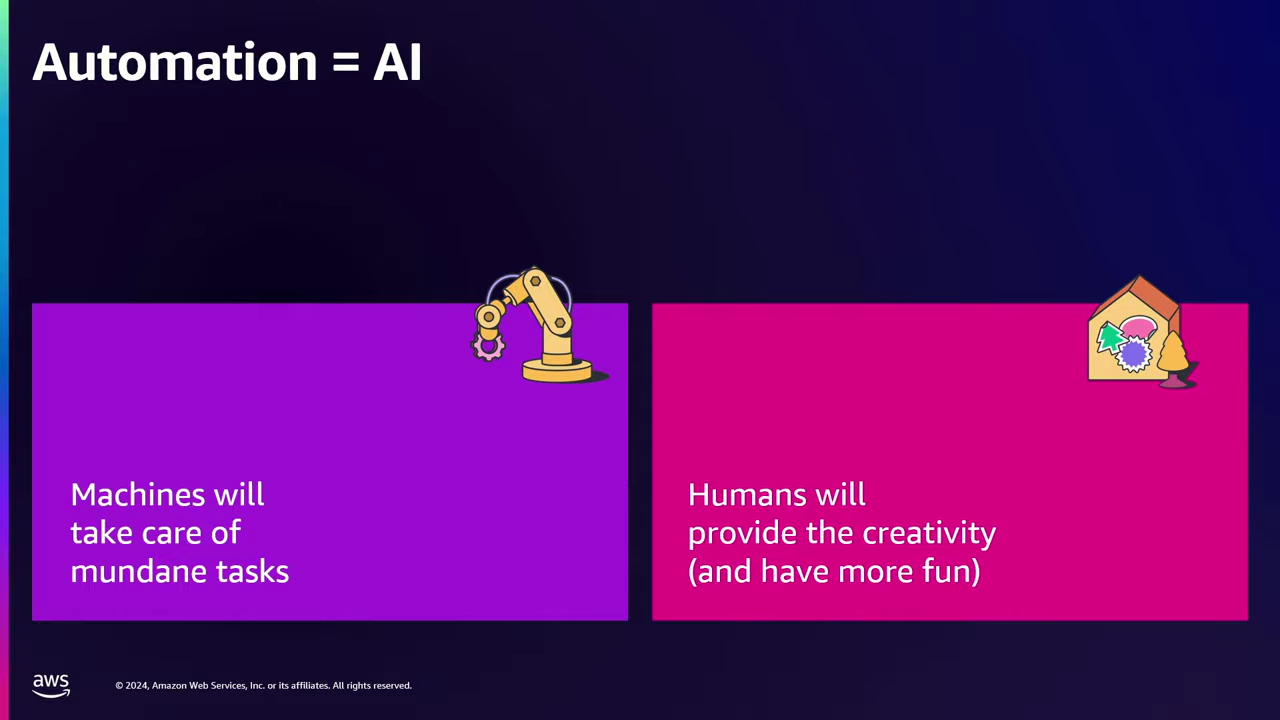 Automation = AI
Machines will
take care of
mundane tasks
Humans will
provide the creativity
(and have more fun)
aws
© 2024, Amazon Web Services, Inc. or its affiliates. All rights reserved.